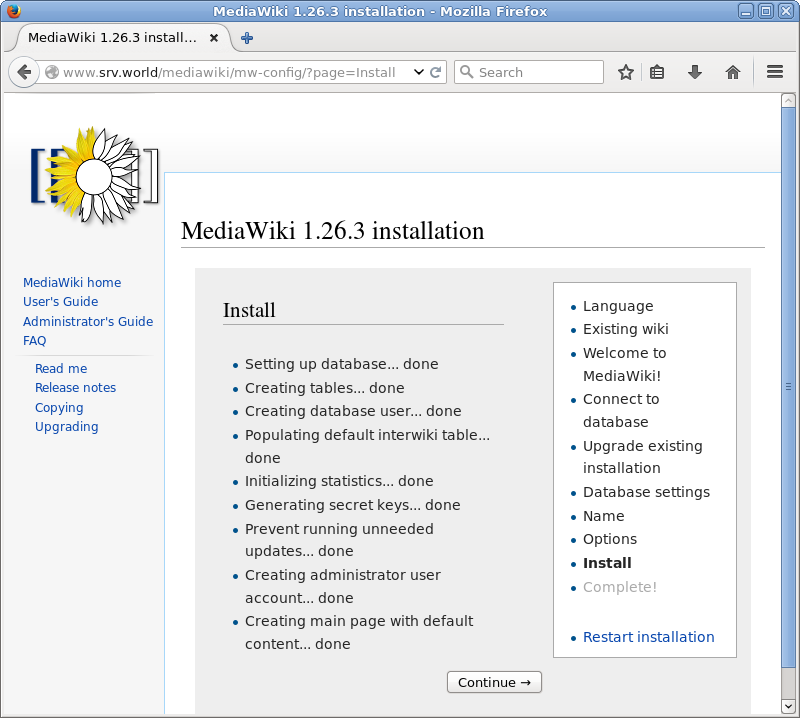 MediaWiki 1.26.3 installation - Mozilla Firefox
MediaWiki 1.26.3 install...
www.srv.world/mediawiki/mw-config/?page=Install
Search
MediaWiki home
User's Guide
Administrator's Guide
FAQ
Read me
Release notes
Copying
Upgrading
MediaWiki 1.26.3 installation
Install
Setting up database... done
Creating tables... done
Creating database user... done
Populating default interwiki table...
done
Initializing statistics... done
Generating secret keys... done
Prevent running unneeded
updates... done
Creating administrator user
account... done
Creating main page with default
content... done
Continue →
Language
Existing wiki
Welcome to
MediaWiki!
Connect to
database
Upgrade existing
installation
Database settings
Name
Options
Install
Complete!
Restart installation